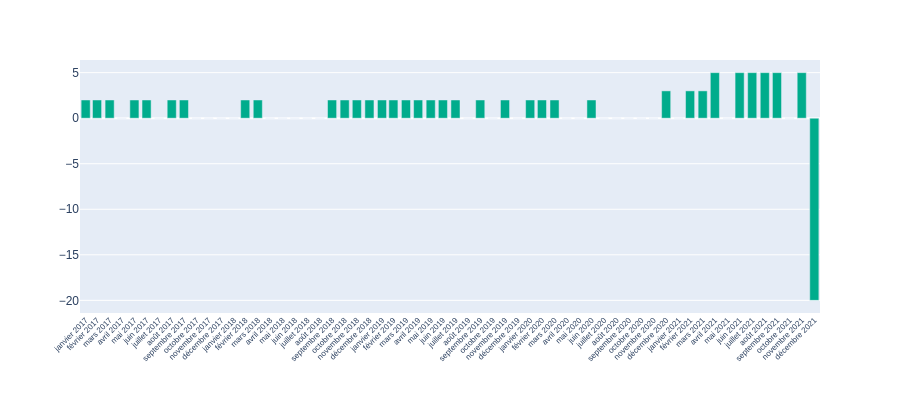 5
0
−5
−10
−15
−20
janvier 2017
février 2017
mars 2017
avril 2017
mai 2017
juin 2017
juillet 2017
août 2017
septembre 2017
octobre 2017
novembre 2017
décembre 2017
janvier 2018
février 2018
mars 2018
avril 2018
mai 2018
juin 2018
juillet 2018
août 2018
septembre 2018
octobre 2018
novembre 2018
décembre 2018
janvier 2019
février 2019
mars 2019
avril 2019
mai 2019
juin 2019
juillet 2019
août 2019
septembre 2019
octobre 2019
novembre 2019
décembre 2019
janvier 2020
février 2020
mars 2020
avril 2020
mai 2020
juin 2020
juillet 2020
août 2020
septembre 2020
octobre 2020
novembre 2020
décembre 2020
janvier 2021
février 2021
mars 2021
avril 2021
mai 2021
juin 2021
juillet 2021
août 2021
septembre 2021
octobre 2021
novembre 2021
décembre 2021